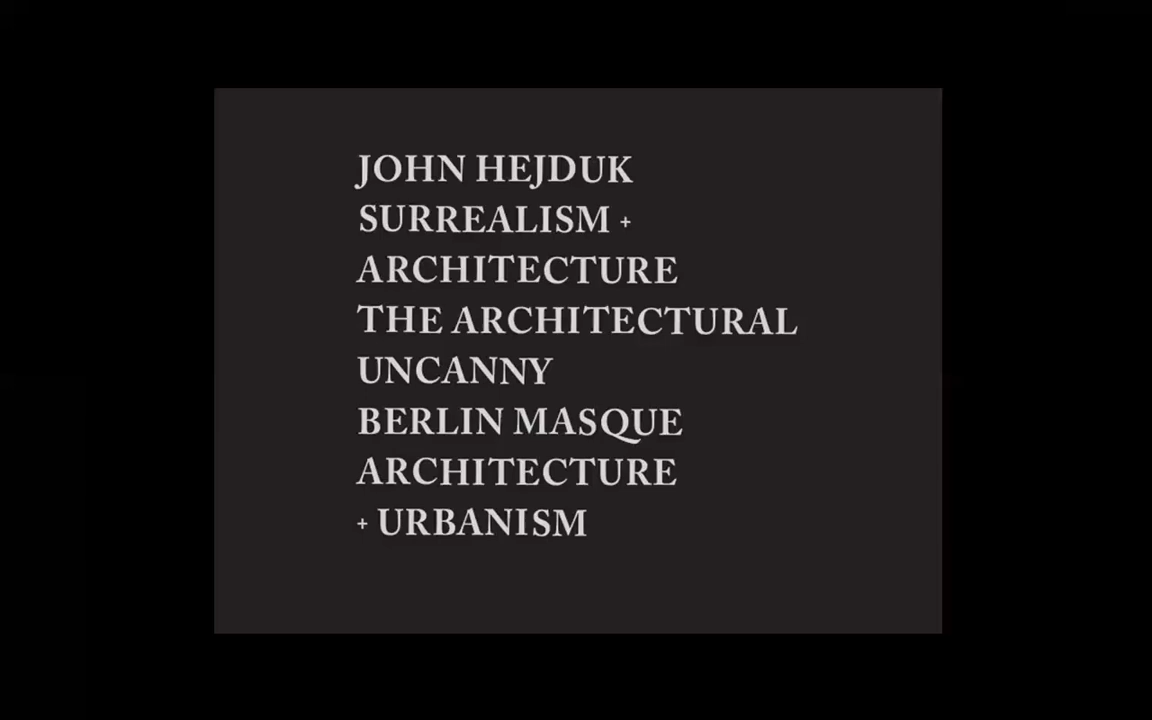 JOHN HEJDUK
SURREALISM +
ARCHITECTURE
THE ARCHITECTURAL
UNCANNY
BERLIN MASQUE
ARCHITECTURE
+ URBANISM